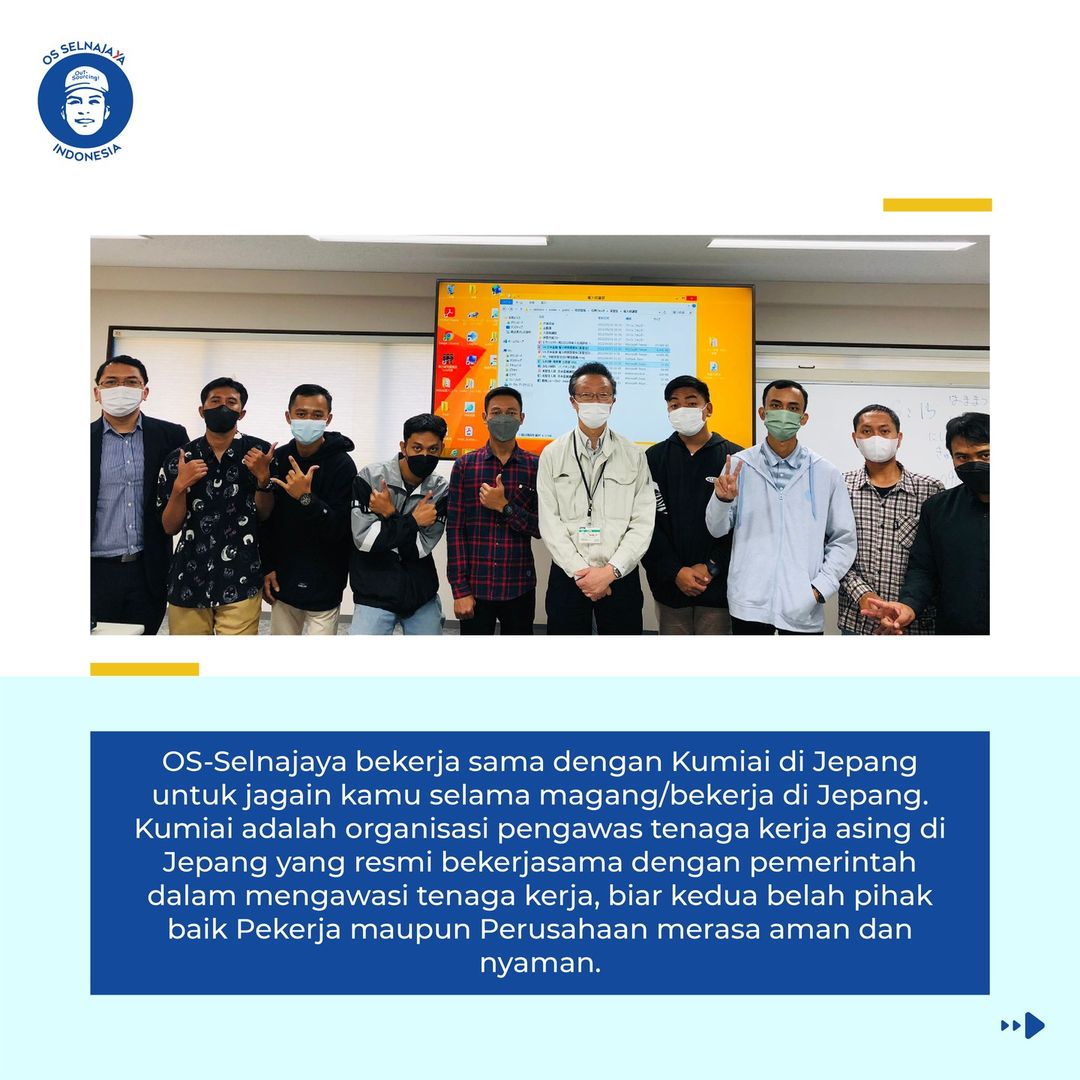 OS SELNAJAYA
Out-
Sourcing!
INDONESIA
OS-Selnajaya bekerja sama dengan Kumiai di Jepang
untuk jagain kamu selama magang/bekerja di Jepang.
Kumiai adalah organisasi pengawas tenaga kerja asing di
Jepang yang resmi bekerjasama dengan pemerintah
dalam mengawasi tenaga kerja, biar kedua belah pihak
baik Pekerja maupun Perusahaan merasa aman dan
nyaman.